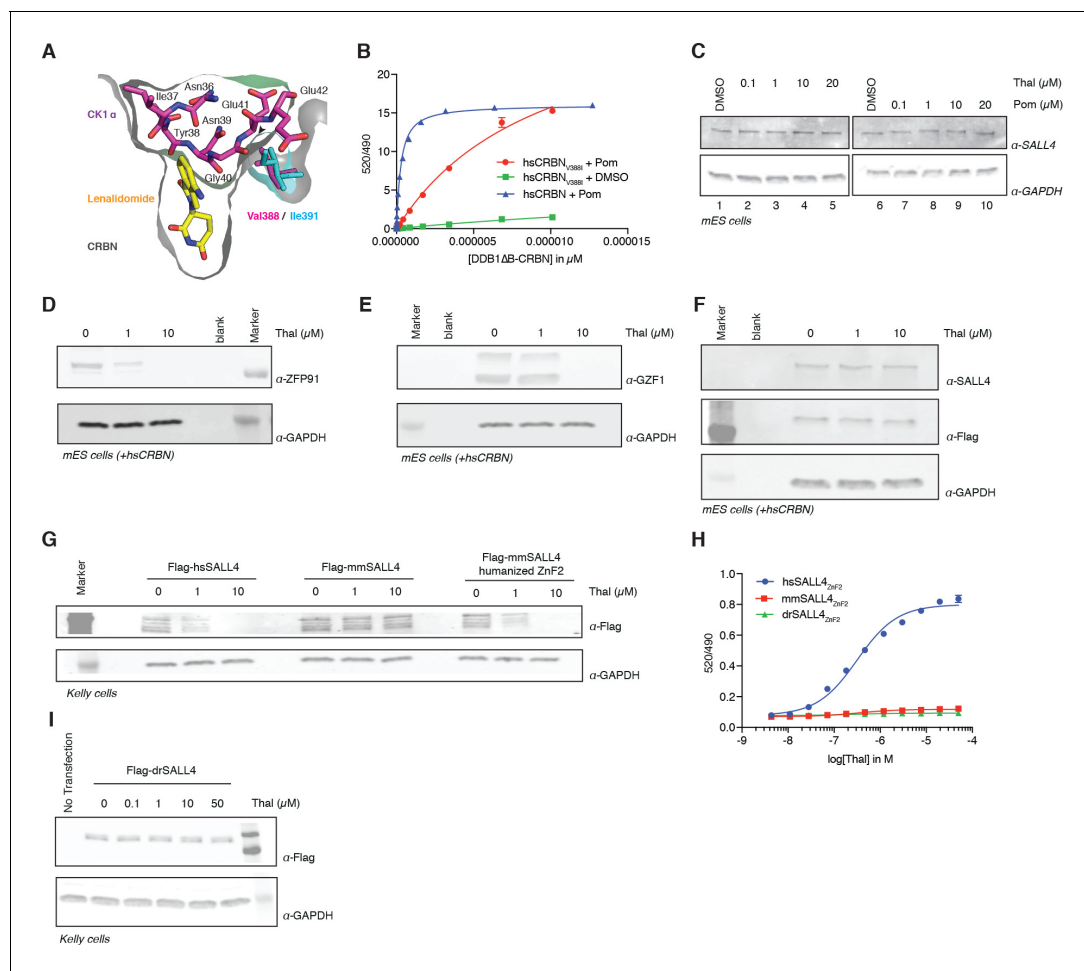 A
Asn36
Glu42
Ile37
Glu41
CK1α
Asn39
Tyr38
Gly40
Lenalidomide
Val388 / Ile391
CRBN
B
20
15
10
5
0
520/490
hsCRBNV388I + Pom
hsCRBNV388I + DMSO
hsCRBN + Pom
0.000000 0.000005 0.000010 0.000015
[DDB1ΔB-CRBN] in µM
C
DMSO 0.1 1 10 20 Thal (µM)
DMSO 0.1 1 10 20 Pom (µM)
α-SALL4
α-GAPDH
1 2 3 4 5 6 7 8 9 10
mES cells
D
0 1 10 blank Marker Thal (µM)
α-ZFP91
α-GAPDH
mES cells (+hsCRBN)
E
Marker blank 0 1 10 Thal (µM)
α-GZF1
α-GAPDH
mES cells (+hsCRBN)
F
Marker blank 0 1 10 Thal (µM)
α-SALL4
α-Flag
α-GAPDH
mES cells (+hsCRBN)
G
Marker
Flag-hsSALL4 Flag-mmSALL4 Flag-mmSALL4
humanized ZnF2
0 1 10 0 1 10 0 1 10 Thal (µM)
α-Flag
α-GAPDH
Kelly cells
H
1.0
0.8
0.6
0.4
0.2
0.0
520/490
hsSALL4ZnF2
mmSALL4ZnF2
drSALL4ZnF2
-9 -8 -7 -6 -5 -4
log[Thal] in M
I
No Transfection
Flag-drSALL4
0 0.1 1 10 50 Thal (µM)
α-Flag
α-GAPDH
Kelly cells